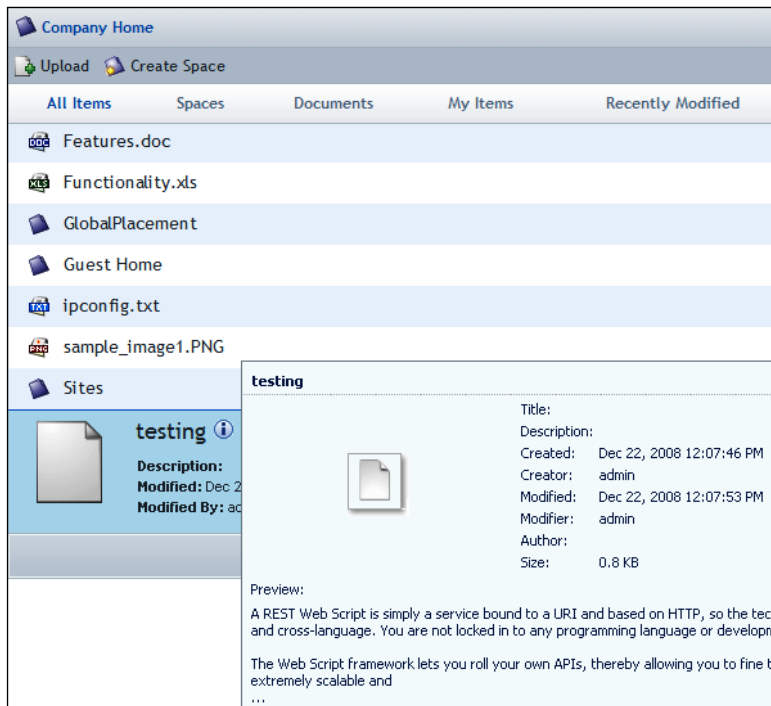 Company Home
Upload Create Space
All Items Spaces Documents My Items Recently Modified
DOC Features.doc
XLS Functionality.xls
GlobalPlacement
Guest Home
TXT ipconfig.txt
PNG sample_image1.PNG
Sites
testing
Description:
Modified: Dec 2
Modified By:
testing
Title:
Description:
Created: Dec 22, 2008 12:07:46 PM
Creator: admin
Modified: Dec 22, 2008 12:07:53 PM
Modifier: admin
Author:
Size: 0.8 KB
Preview:
A REST Web Script is simply a service bound to a URI and based on HTTP, so the tec
and cross-language. You are not locked in to any programming language or developm
The Web Script framework lets you roll your own APIs, thereby allowing you to fine t
extremely scalable and
...